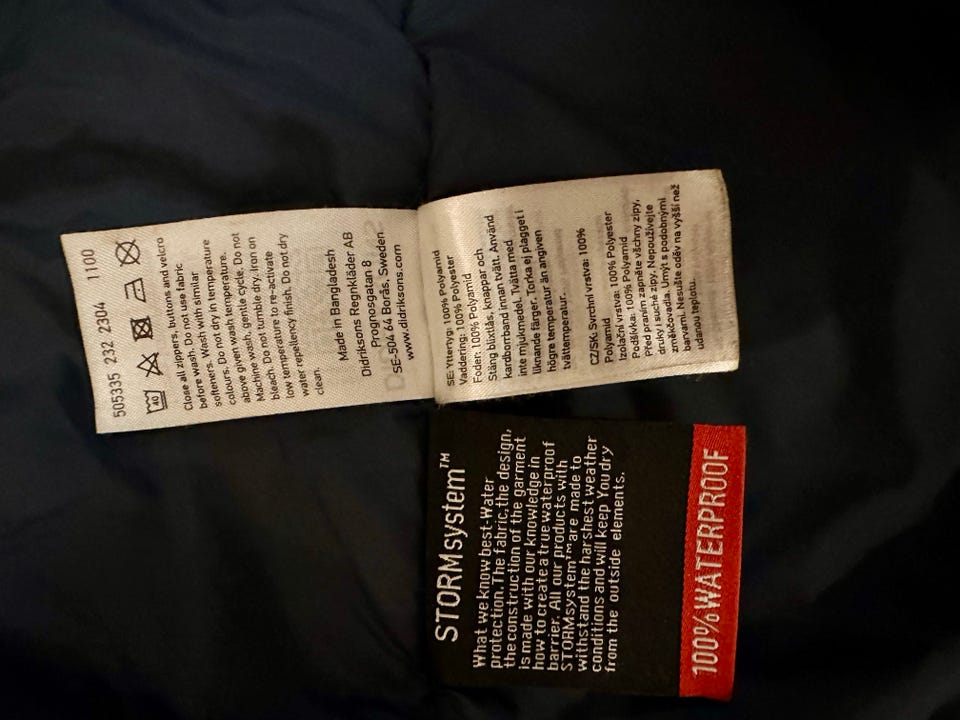 505335 232 2304 1100
40
Close all zippers, buttons and velcro
before wash. Do not use fabric
softeners. Wash with similar
colours. Do not dry in temperature
above given wash temperature.
Machine wash, gentle cycle. Do not
bleach. Do not tumble dry. Iron on
low temperature to re-activate
water repellency finish. Do not dry
clean.
Made in Bangladesh
Didriksons Regnkläder AB
Prognosgatan 8
SE-504 64 Borås, Sweden
www.didriksons.com
SE: Yttertyg: 100% Polyamid
Vaddering: 100% Polyester
Foder: 100% Polyamid
Stäng blixtlås, knappar och
kardborrband innan tvätt. Använd
inte mjukmedel. Tvätta med
liknande färger. Torka ej plagget i
högre temperatur än angiven
tvättemperatur.
CZ/SK: Svrchní vrstva: 100%
Polyamid
Izolační vrstva: 100% Polyester
Podšívka: 100% Polyamid
Před praním zapněte všechny zipy,
druky i suché zipy. Nepoužívejte
změkčovadla. Umýt s podobnými
barvami. Nesušte oděv na vyšší než
udanou teplotu.
STORMsystem™
What we know best-Water
protection. The fabric, the design,
the construction of the garment
is made with our knowledge in
how to create a true waterproof
barrier. All our products with
STORMsystem™ are made to
withstand the harshest weather
conditions and will keep You dry
from the outside elements.
100% WATERPROOF